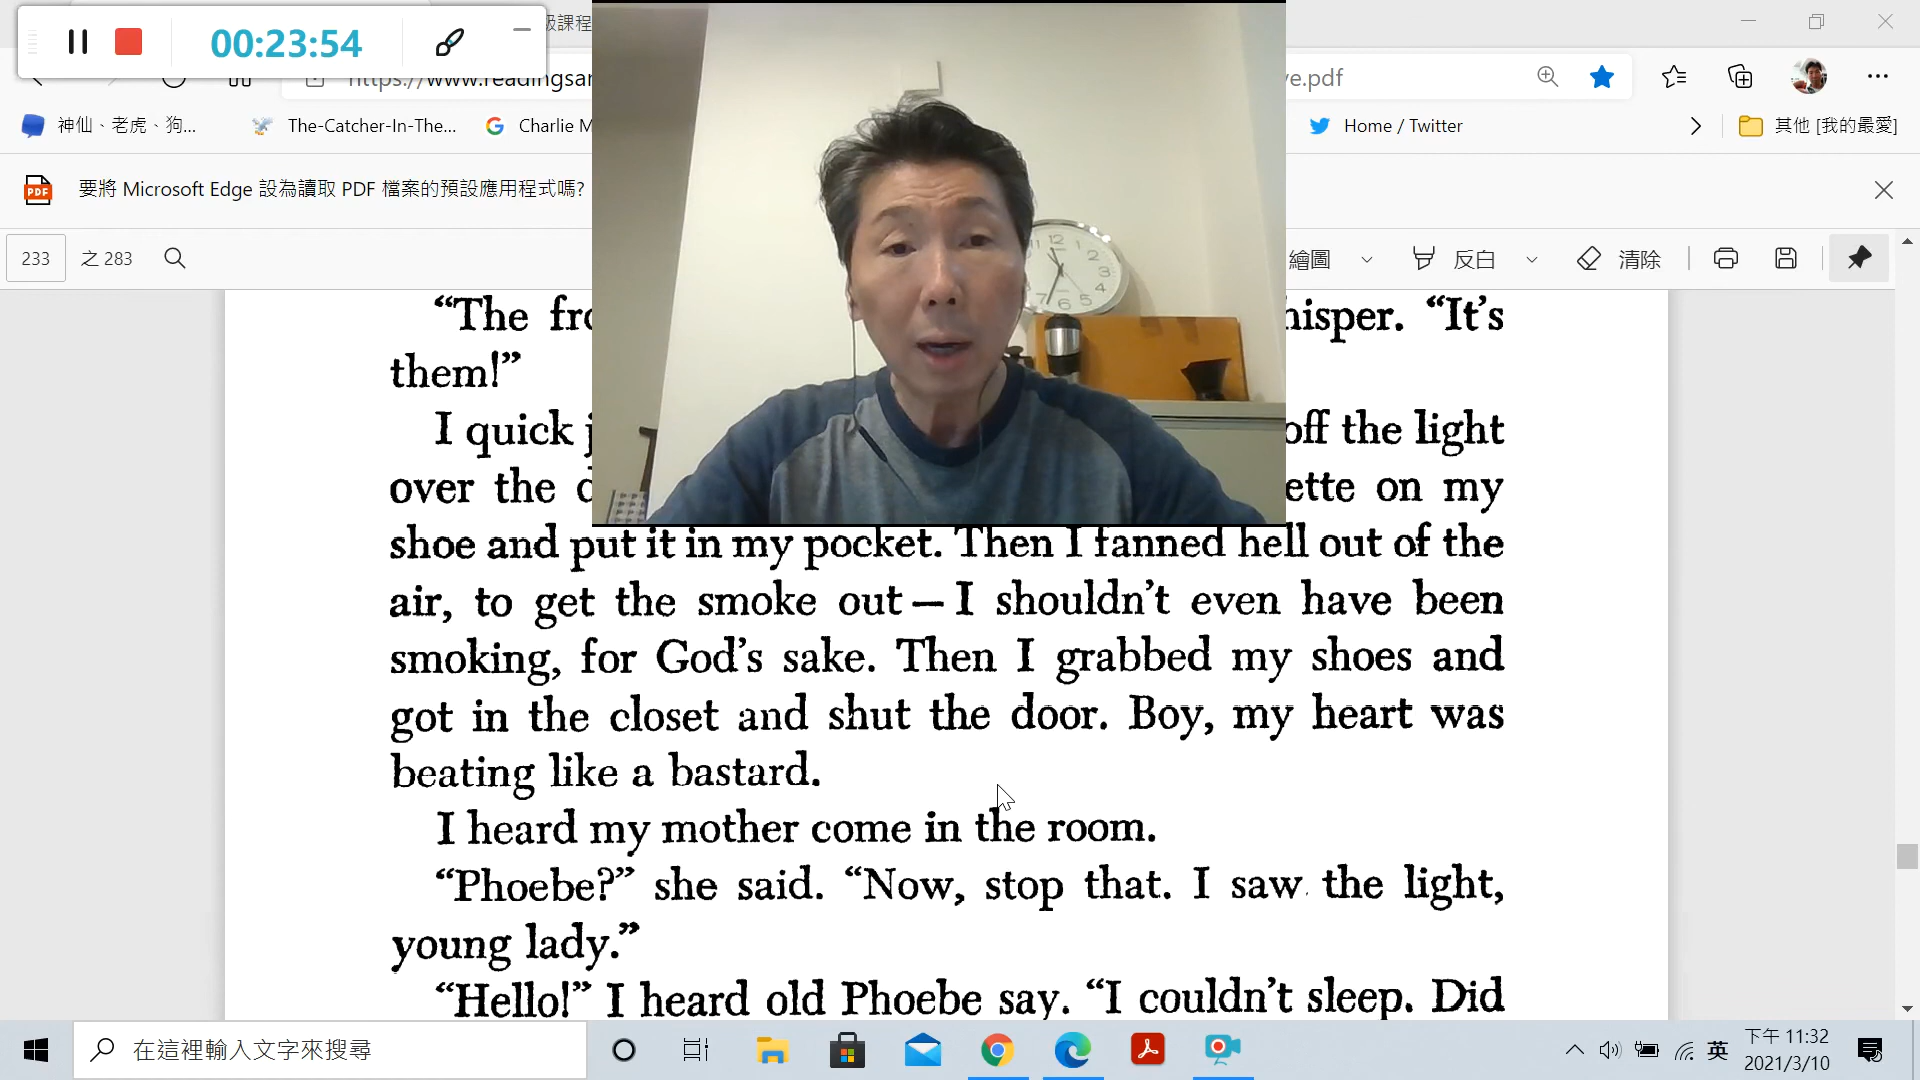 00:23:54
級課程
https://www.readingsar
ve.pdf
神仙、老虎、狗...
The-Catcher-In-The...
Charlie M
Home / Twitter
其他 [我的最愛]
要將 Microsoft Edge 設為讀取 PDF 檔案的預設應用程式嗎?
233
之 283
繪圖
反白
清除
“The fro
hisper. “It’s
them!”
I quick j
off the light
over the d
ette on my
shoe and put it in my pocket. Then I fanned hell out of the
air, to get the smoke out — I shouldn’t even have been
smoking, for God’s sake. Then I grabbed my shoes and
got in the closet and shut the door. Boy, my heart was
beating like a bastard.
I heard my mother come in the room.
“Phoebe?” she said. “Now, stop that. I saw the light,
young lady.”
“Hello!” I heard old Phoebe say. “I couldn’t sleep. Did
在這裡輸入文字來搜尋
英
下午 11:32
2021/3/10